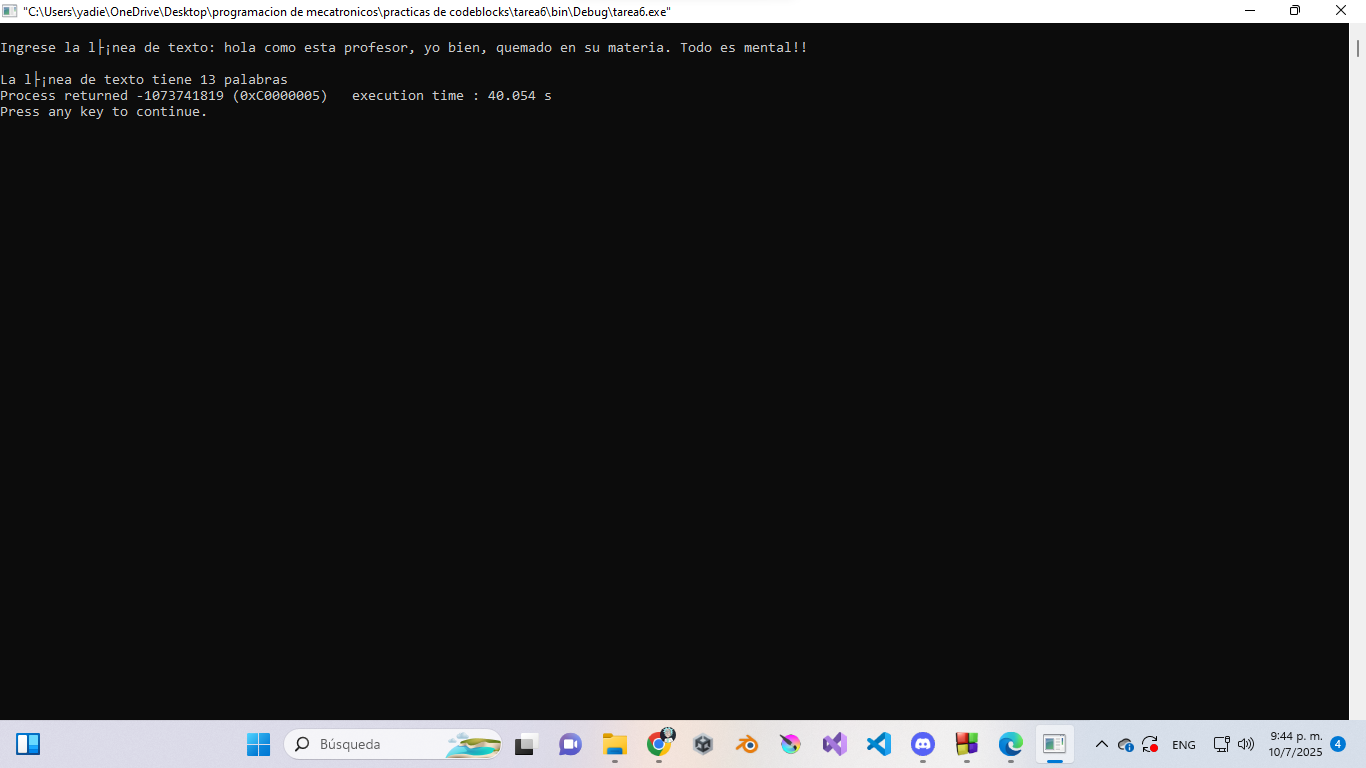 "C:\Users\yadie\OneDrive\Desktop\programacion de mecatronicos\practicas de codeblocks\tarea6\bin\Debug\tarea6.exe"
Ingrese la l├¡nea de texto: hola como esta profesor, yo bien, quemado en su materia. Todo es mental!!
La l├¡nea de texto tiene 13 palabras
Process returned -1073741819 (0xC0000005)   execution time : 40.054 s
Press any key to continue.
Búsqueda
ENG
9:44 p. m.
10/7/2025
4